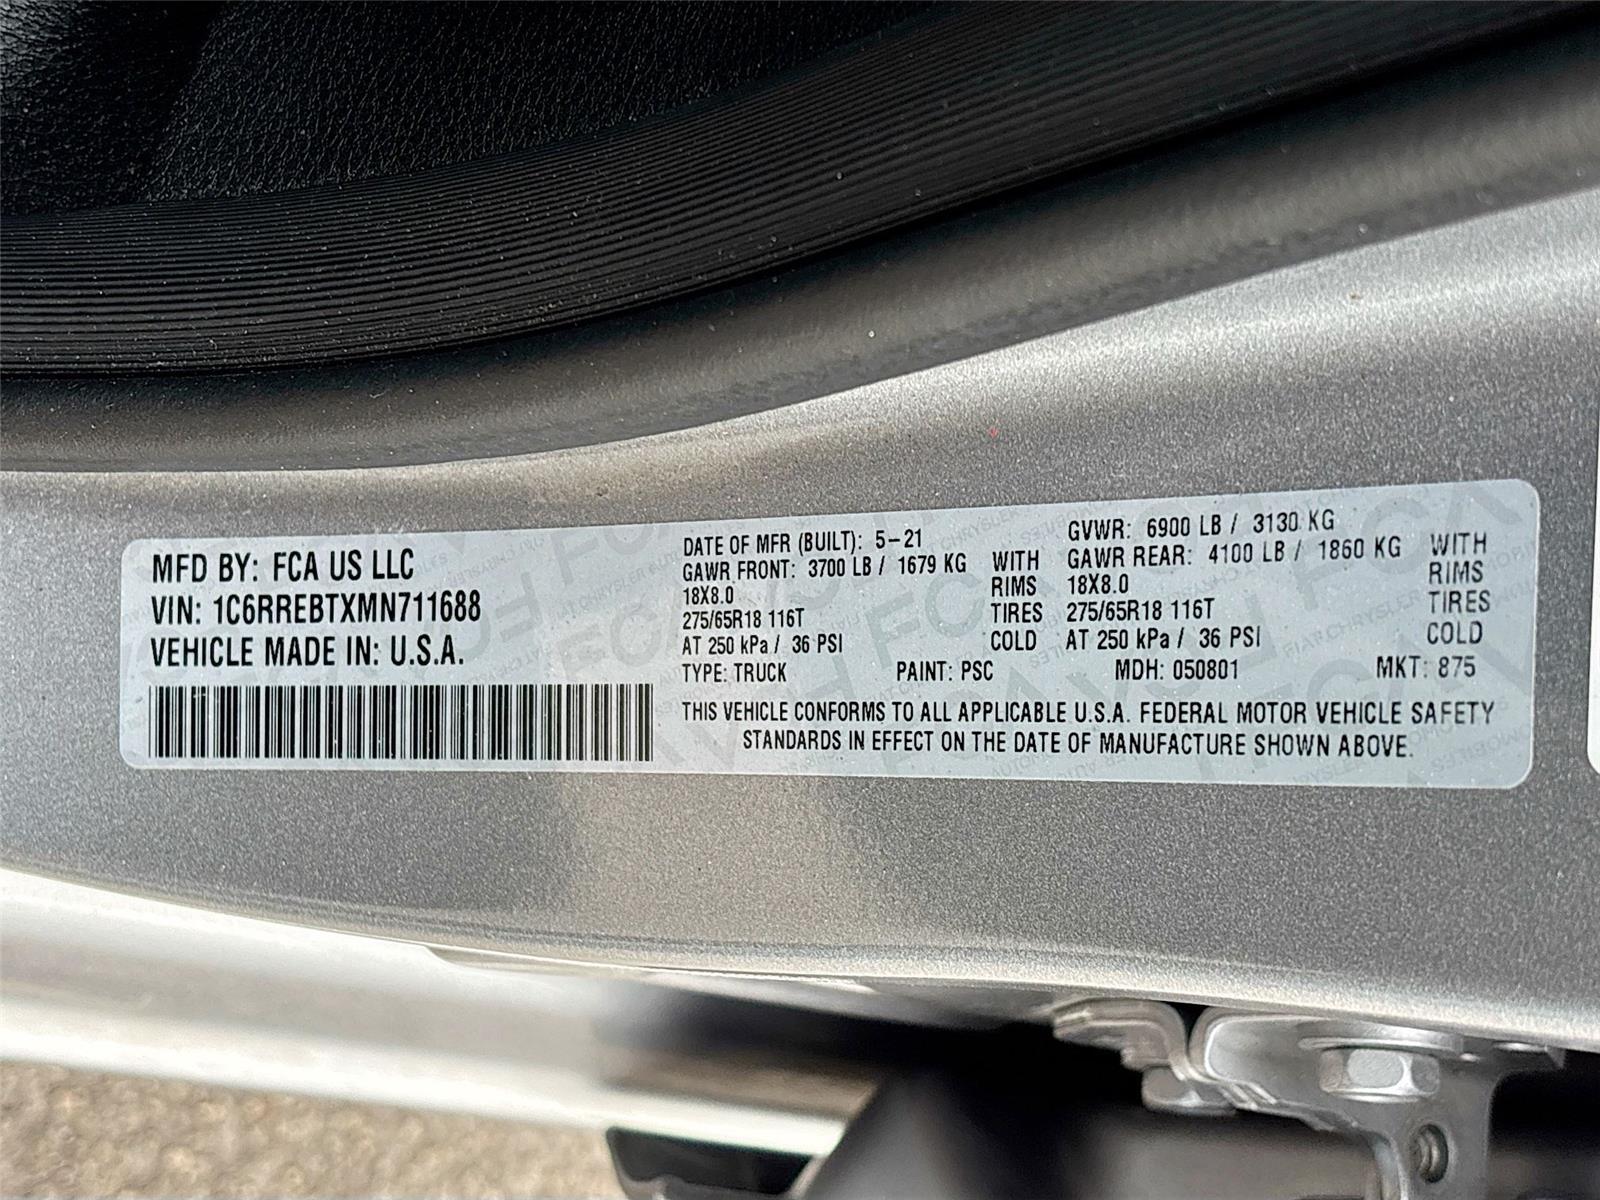 MFD BY: FCA US LLC
VIN: 1C6RREBTXMN711688
VEHICLE MADE IN: U.S.A.
DATE OF MFR (BUILT): 5-21 GVWR: 6900 LB / 3130 KG
GAWR FRONT: 3700 LB / 1679 KG WITH GAWR REAR: 4100 LB / 1860 KG WITH
18X8.0 RIMS 18X8.0 RIMS
275/65R18 116T TIRES 275/65R18 116T TIRES
AT 250 kPa / 36 PSI COLD AT 250 kPa / 36 PSI COLD
TYPE: TRUCK PAINT: PSC MDH: 050801 MKT: 875
THIS VEHICLE CONFORMS TO ALL APPLICABLE U.S.A. FEDERAL MOTOR VEHICLE SAFETY
STANDARDS IN EFFECT ON THE DATE OF MANUFACTURE SHOWN ABOVE.